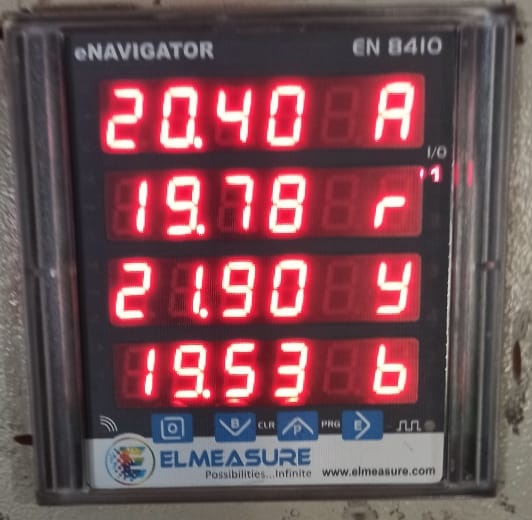 eNAVIGATOR EN 8410
20.40 A
I/O
1
19.78 r
21.90 y
19.53 b
B CLR P PRG E
ELMEASURE
Possibilities...Infinite www.elmeasure.com